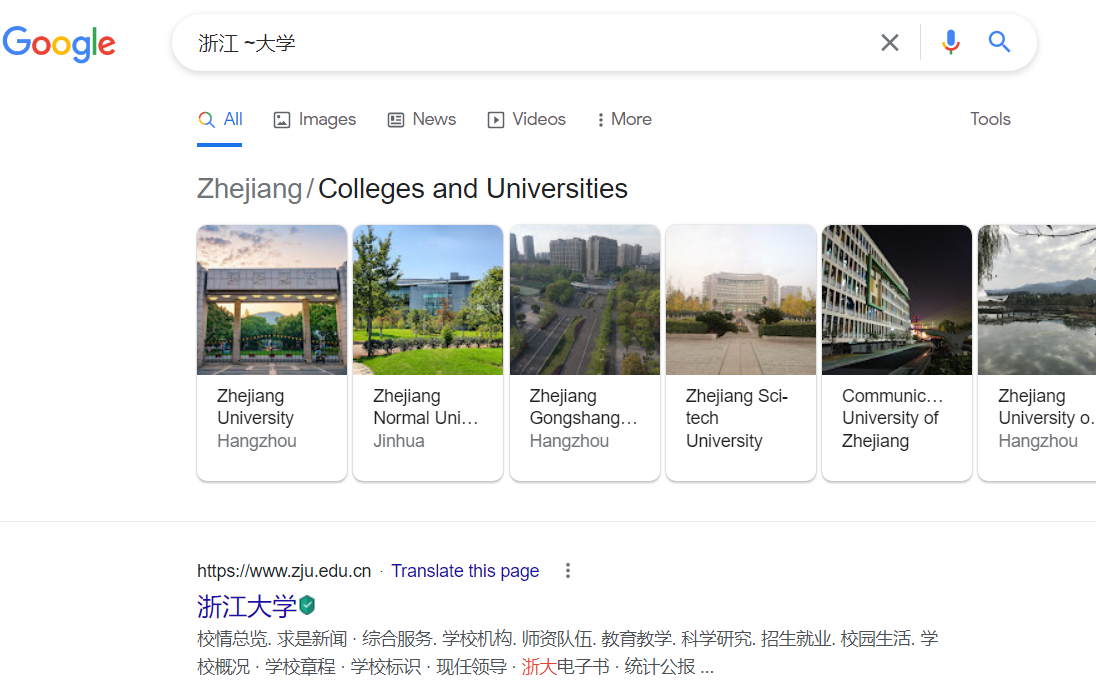 Google
浙江 ~大学
All
Images
News
Videos
More
Tools
Zhejiang/Colleges and Universities
Zhejiang
University
Hangzhou
Zhejiang
Normal Uni...
Jinhua
Zhejiang
Gongshang...
Hangzhou
Zhejiang Sci-
tech
University
Communic...
University of
Zhejiang
Zhejiang
University o..
Hangzhou
https://www.zju.edu.cn · Translate this page
浙江大学
校情总览. 求是新闻 · 综合服务. 学校机构. 师资队伍. 教育教学. 科学研究. 招生就业. 校园生活. 学
校概况 · 学校章程 · 学校标识 · 现任领导 · 浙大电子书 · 统计公报 ...